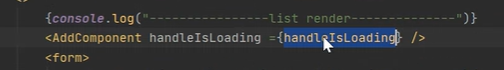 {console.log("----------------list render--------------")}
<AddComponent handleIsLoading ={handleIsLoading} />
<form>